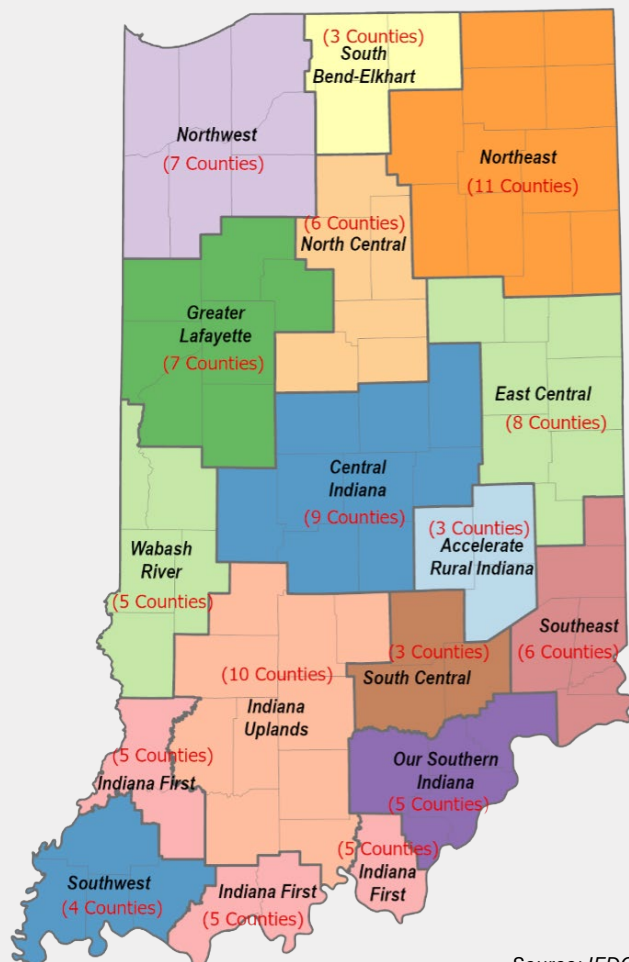 (3 Counties)
South
Bend-Elkhart
Northwest
(7 Counties)
Northeast
(11 Counties)
(6 Counties)
North Central
Greater
Lafayette
(7 Counties)
East Central
(8 Counties)
Central
Indiana
(9 Counties)
(3 Counties)
Accelerate
Rural Indiana
Wabash
River
(5 Counties)
Southeast
(6 Counties)
(3 Counties)
South Central
(10 Counties)
Indiana
Uplands
(5 Counties)
Indiana First
Our Southern
Indiana
(5 Counties)
(5 Counties)
Indiana
First
Southwest
(4 Counties)
Indiana First
(5 Counties)
Source: IEDC